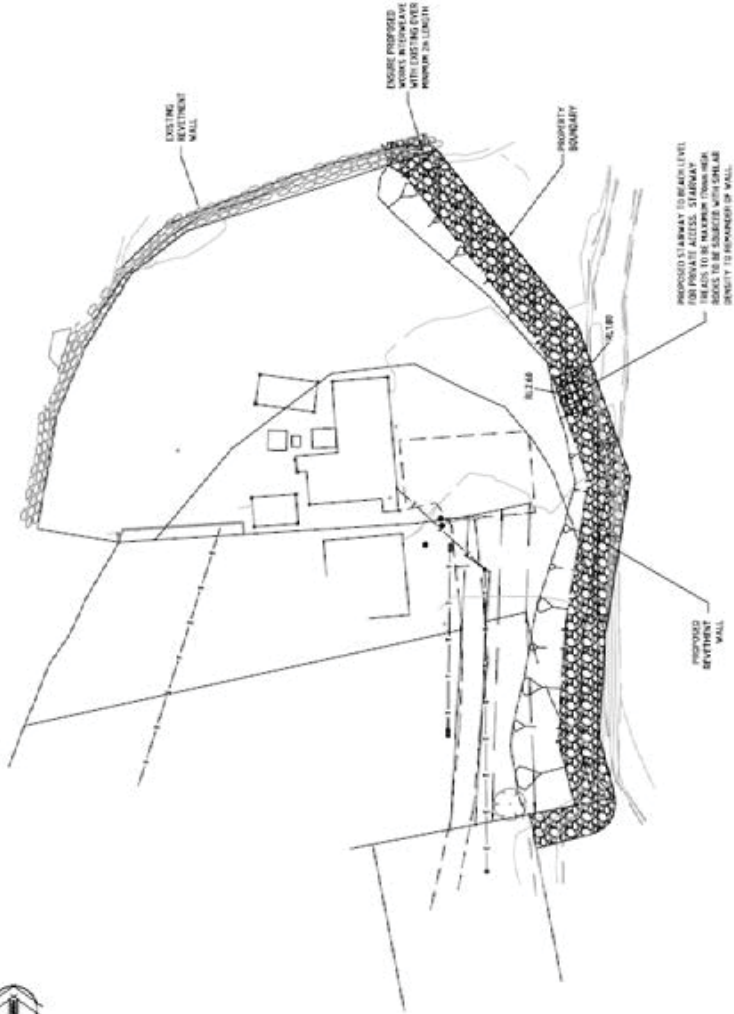 EXISTING
REVETMENT
WALL
ENSURE PROPOSED
WORKS INTERWEAVE
WITH EXISTING OVER
MINIMUM 2m LENGTH
PROPERTY
BOUNDARY
PROPOSED STAIRWAY TO BEACH LEVEL
FOR PRIVATE ACCESS. STAIRWAY
TREADS TO BE MAXIMUM 170mm HIGH.
ROCKS TO BE SOURCED WITH SIMILAR
DENSITY TO REMAINDER OF WALL.
RL1.80
RL2.60
PROPOSED
REVETMENT
WALL